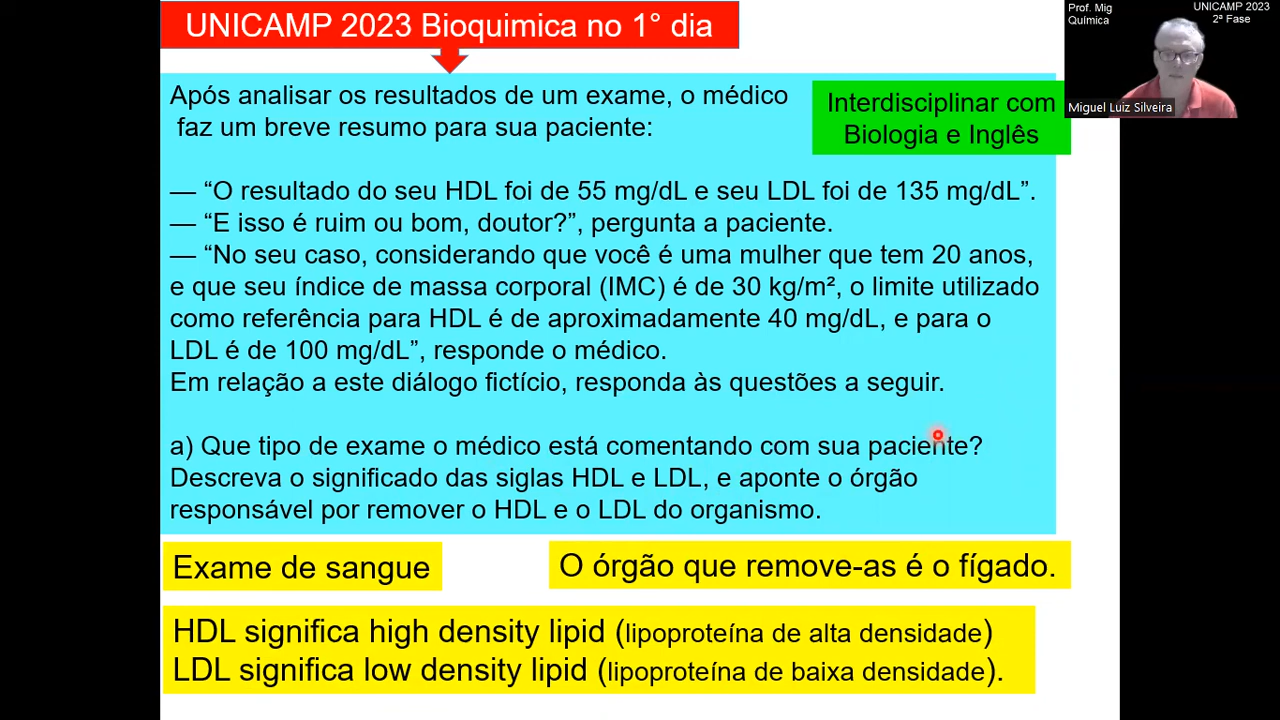 UNICAMP 2023 Bioquimica no 1° dia
Prof. Mig
Química
UNICAMP 2023
2ª Fase
Miguel Luiz Silveira
Interdisciplinar com
Biologia e Inglês
Após analisar os resultados de um exame, o médico
faz um breve resumo para sua paciente:
— “O resultado do seu HDL foi de 55 mg/dL e seu LDL foi de 135 mg/dL”.
— “E isso é ruim ou bom, doutor?”, pergunta a paciente.
— “No seu caso, considerando que você é uma mulher que tem 20 anos,
e que seu índice de massa corporal (IMC) é de 30 kg/m², o limite utilizado
como referência para HDL é de aproximadamente 40 mg/dL, e para o
LDL é de 100 mg/dL”, responde o médico.
Em relação a este diálogo fictício, responda às questões a seguir.
a) Que tipo de exame o médico está comentando com sua paciente?
Descreva o significado das siglas HDL e LDL, e aponte o órgão
responsável por remover o HDL e o LDL do organismo.
Exame de sangue
O órgão que remove-as é o fígado.
HDL significa high density lipid (lipoproteína de alta densidade)
LDL significa low density lipid (lipoproteína de baixa densidade).